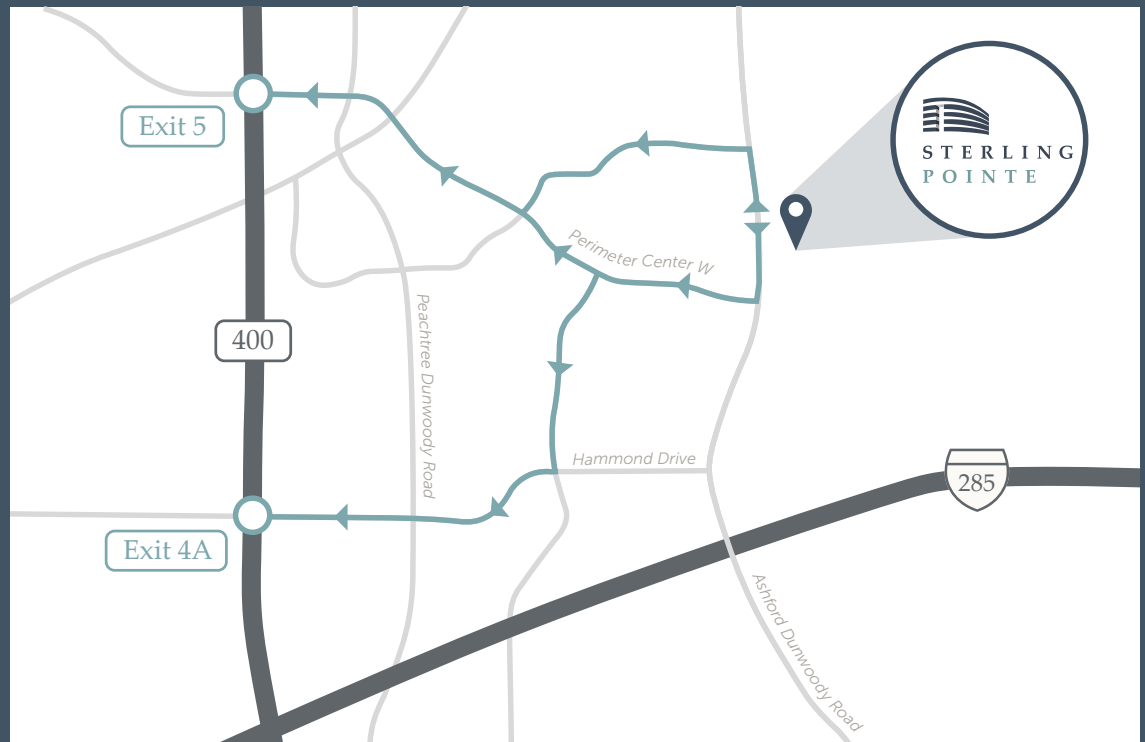 Exit 5
STERLING
POINTE
Perimeter Center W
Peachtree Dunwoody Road
400
Hammond Drive
285
Exit 4A
Ashford Dunwoody Road